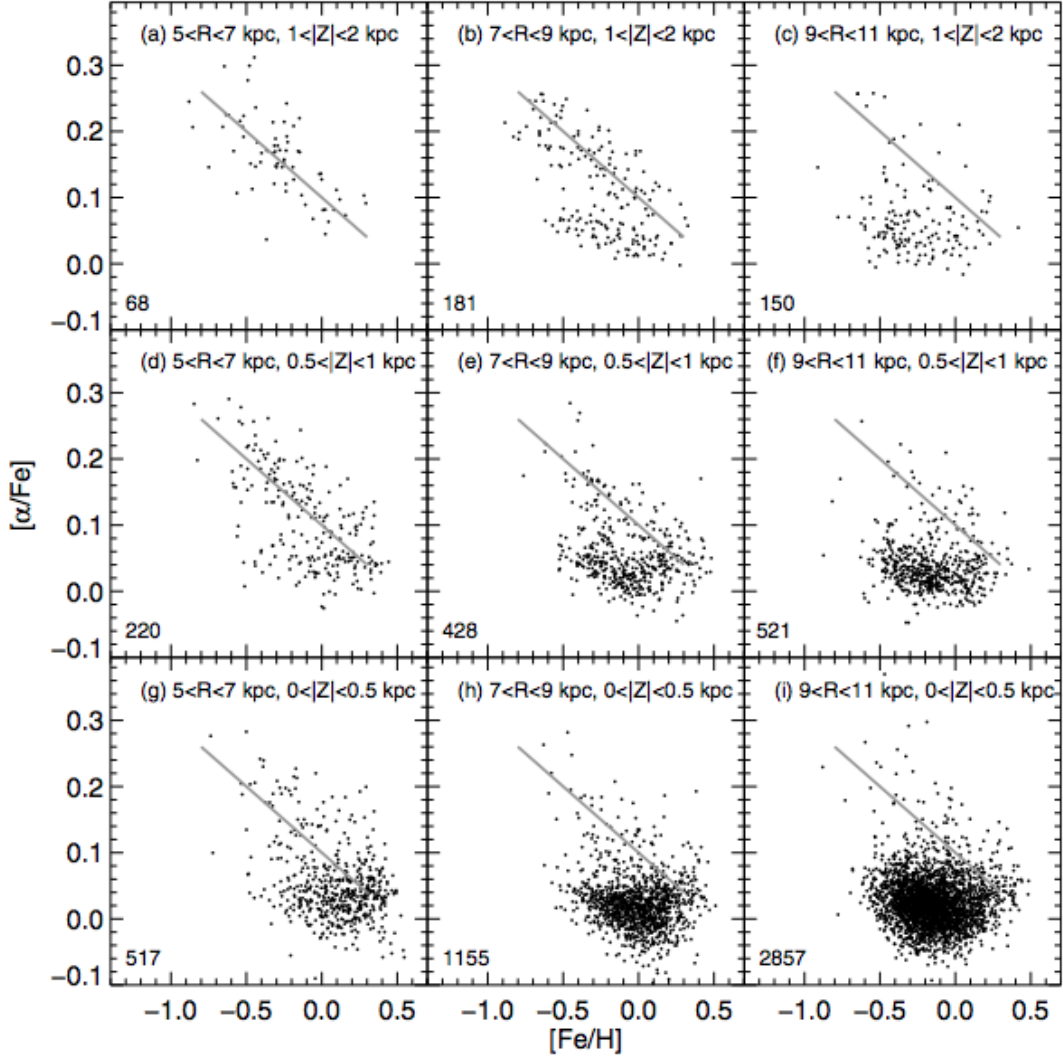 (a) 5<R<7 kpc, 1<|Z|<2 kpc
(b) 7<R<9 kpc, 1<|Z|<2 kpc
(c) 9<R<11 kpc, 1<|Z|<2 kpc
0.3
0.2
0.1
0.0
−0.1
68
181
150
(d) 5<R<7 kpc, 0.5<|Z|<1 kpc
(e) 7<R<9 kpc, 0.5<|Z|<1 kpc
(f) 9<R<11 kpc, 0.5<|Z|<1 kpc
0.3
0.2
0.1
0.0
−0.1
[α/Fe]
220
428
521
(g) 5<R<7 kpc, 0<|Z|<0.5 kpc
(h) 7<R<9 kpc, 0<|Z|<0.5 kpc
(i) 9<R<11 kpc, 0<|Z|<0.5 kpc
0.3
0.2
0.1
0.0
−0.1
517
1155
2857
−1.0 −0.5 0.0 0.5
−1.0 −0.5 0.0 0.5
−1.0 −0.5 0.0 0.5
[Fe/H]